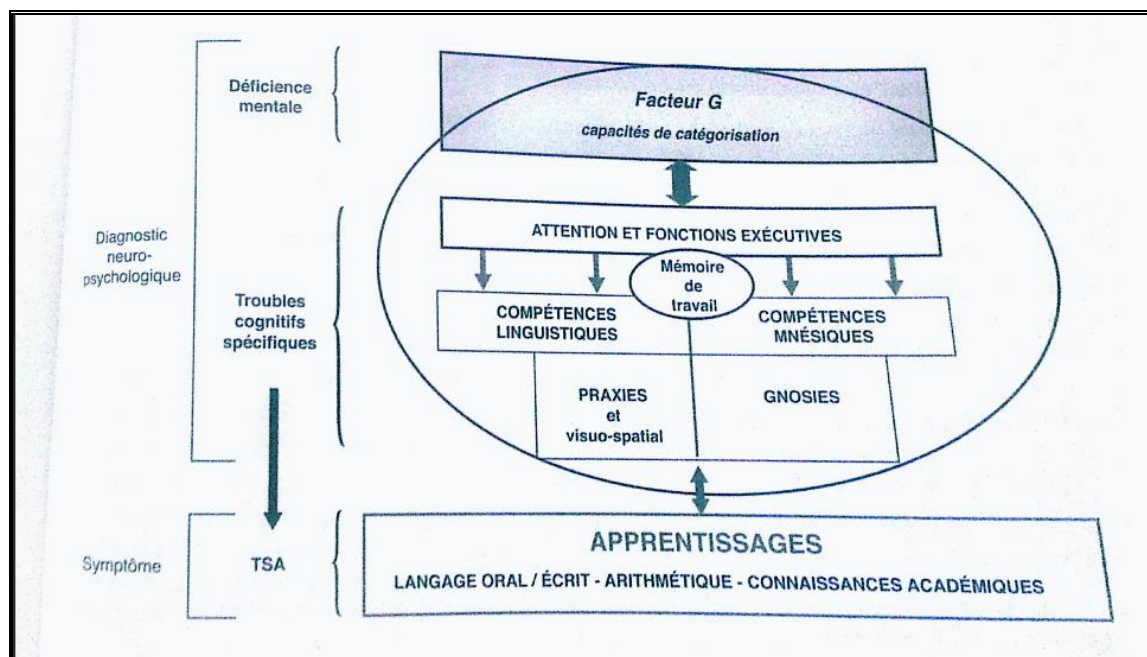 Déficience
mentale
Facteur G
capacités de catégorisation
Diagnostic
neuro-
psychologique
Troubles
cognitifs
spécifiques
ATTENTION ET FONCTIONS EXÉCUTIVES
Mémoire
de
travail
COMPÉTENCES
LINGUISTIQUES
COMPÉTENCES
MNÉSIQUES
PRAXIES
et
visuo-spatial
GNOSIES
Symptôme
TSA
APPRENTISSAGES
LANGAGE ORAL / ÉCRIT - ARITHMÉTIQUE - CONNAISSANCES ACADÉMIQUES